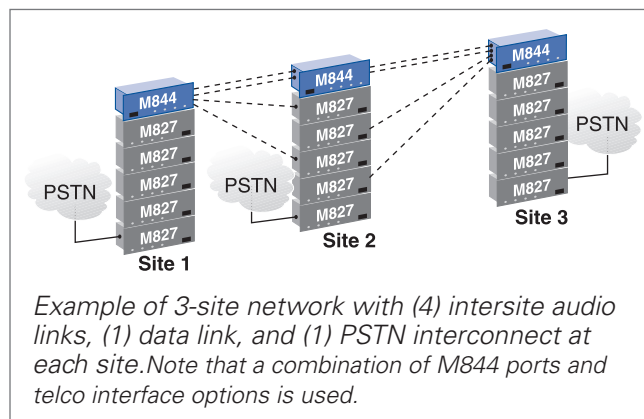 M844
M827
M827
M827
M827
M827
PSTN
Site 1
M844
M827
M827
M827
M827
M827
PSTN
Site 2
M844
M827
M827
M827
M827
M827
PSTN
Site 3
Example of 3-site network with (4) intersite audio
links, (1) data link, and (1) PSTN interconnect at
each site.Note that a combination of M844 ports and
telco interface options is used.